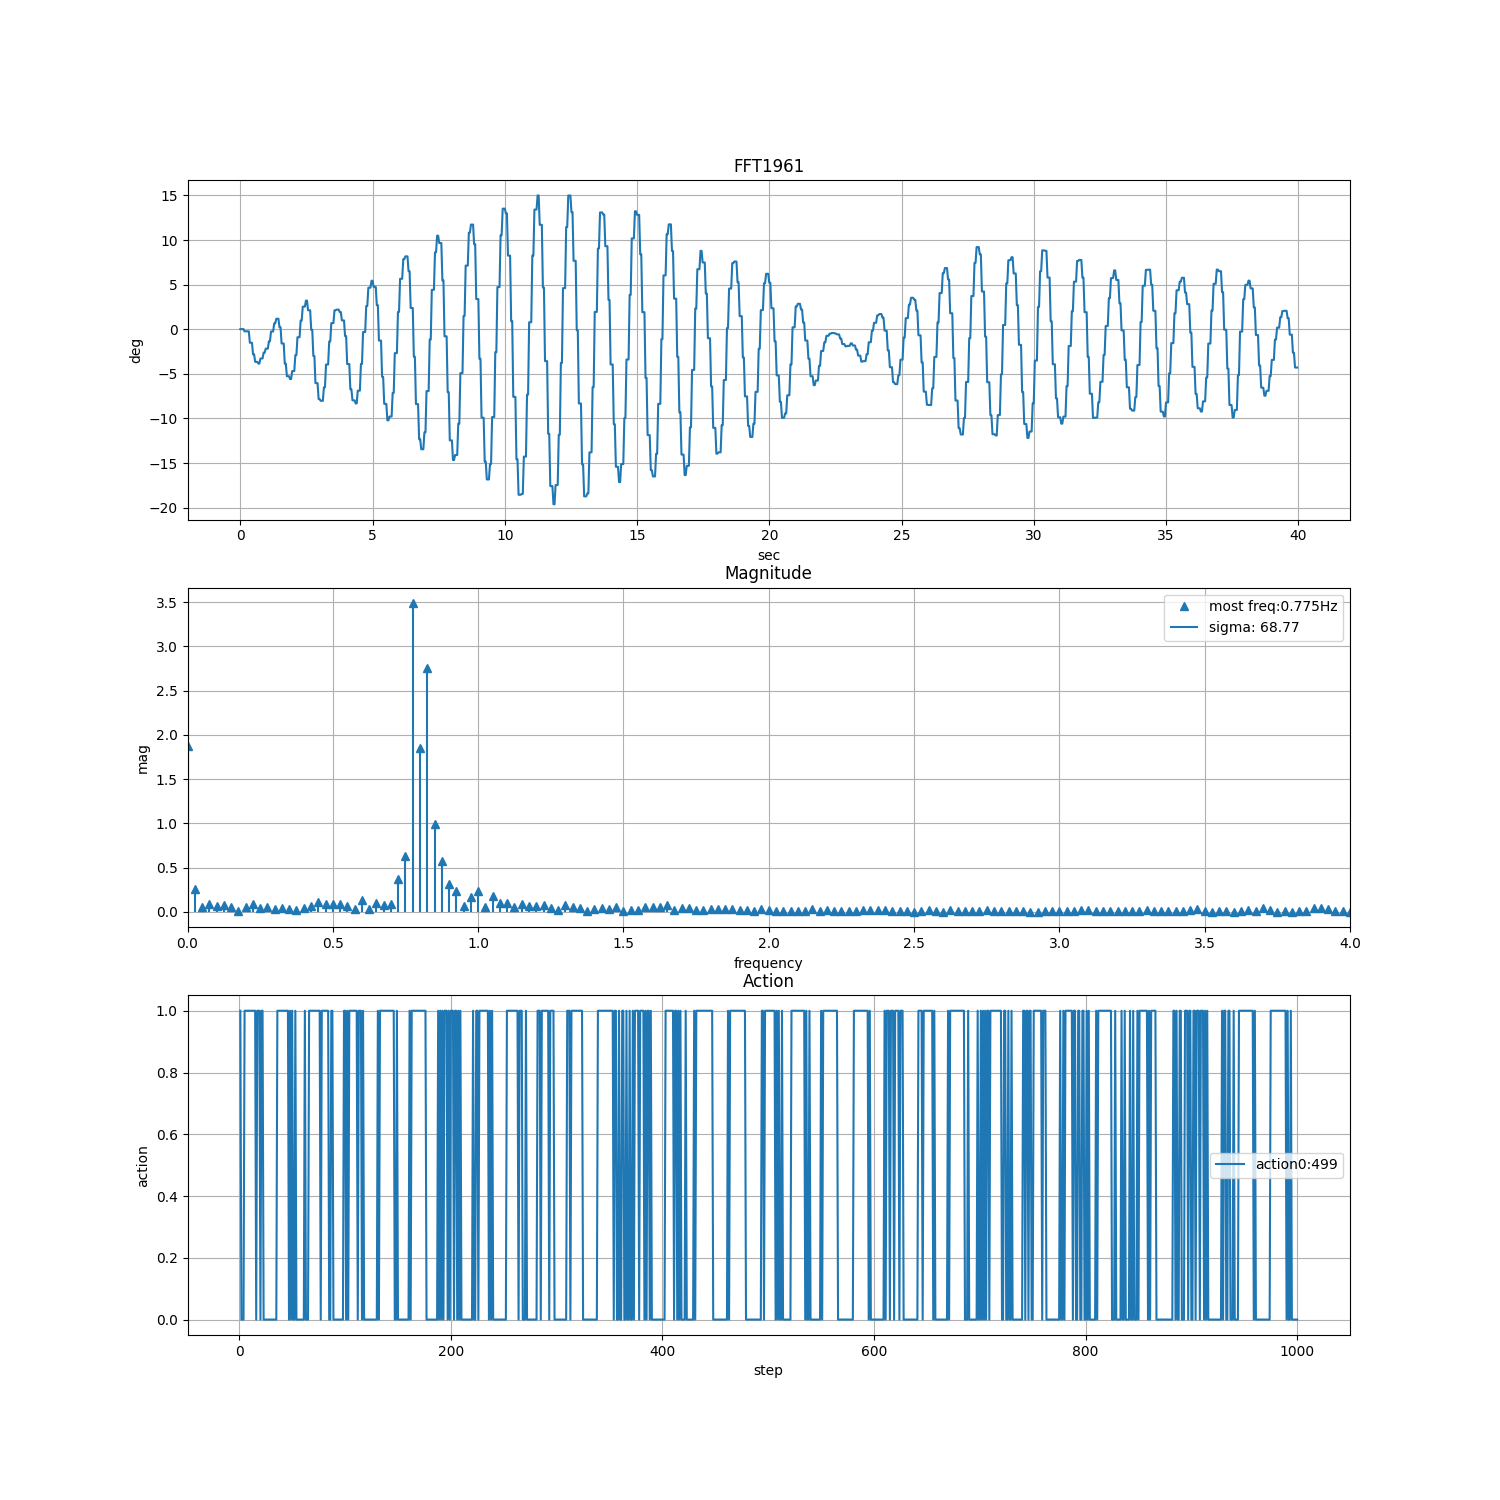 FFT1961
15
10
5
0
−5
−10
−15
−20
deg
0 5 10 15 20 25 30 35 40
sec
Magnitude
3.5
3.0
2.5
2.0
1.5
1.0
0.5
0.0
mag
most freq:0.775Hz
sigma: 68.77
0.0 0.5 1.0 1.5 2.0 2.5 3.0 3.5 4.0
frequency
Action
1.0
0.8
0.6
0.4
0.2
0.0
action
action0:499
0 200 400 600 800 1000
step